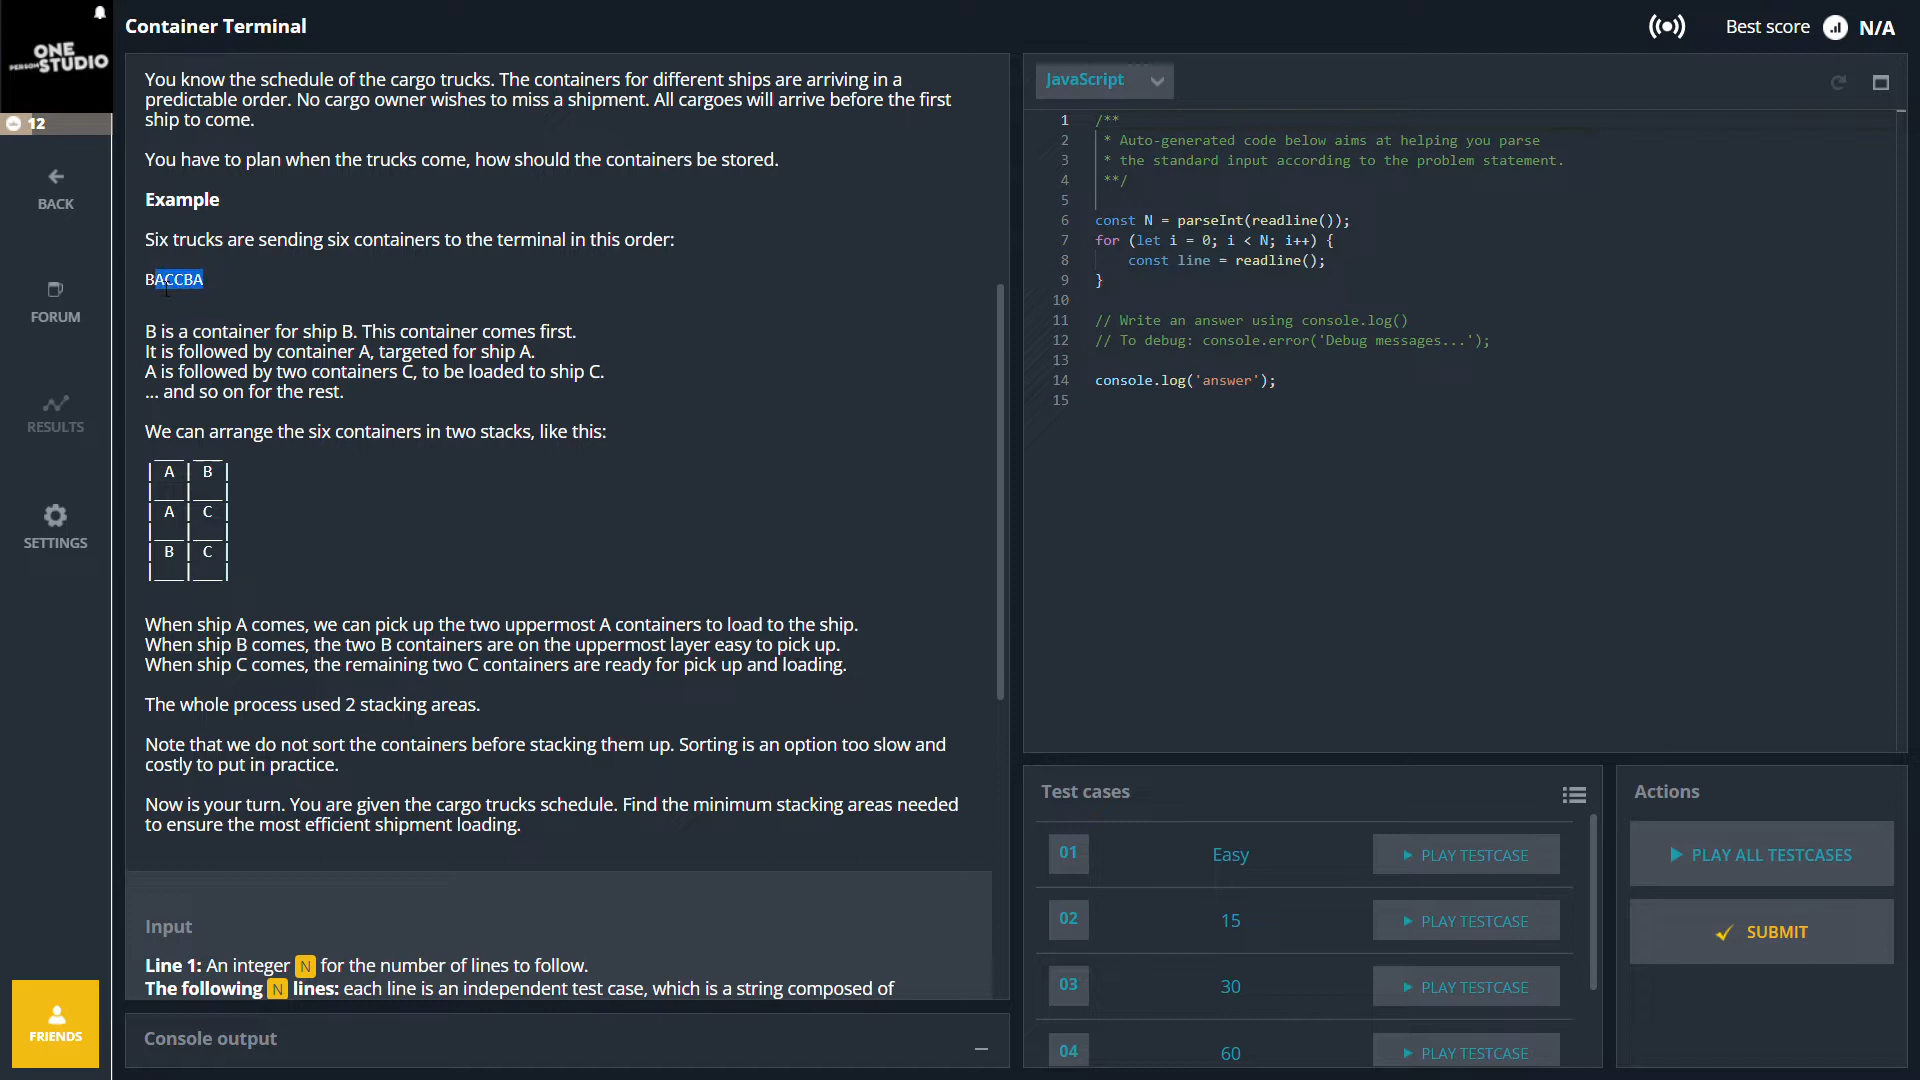 ONE
PERSON STUDIO
12
BACK
FORUM
RESULTS
SETTINGS
FRIENDS
Container Terminal
Best score N/A
You know the schedule of the cargo trucks. The containers for different ships are arriving in a
predictable order. No cargo owner wishes to miss a shipment. All cargoes will arrive before the first
ship to come.
You have to plan when the trucks come, how should the containers be stored.
Example
Six trucks are sending six containers to the terminal in this order:
BACCBA
B is a container for ship B. This container comes first.
It is followed by container A, targeted for ship A.
A is followed by two containers C, to be loaded to ship C.
... and so on for the rest.
We can arrange the six containers in two stacks, like this:
 ___ ___
| A | B |
|___|___|
| A | C |
|___|___|
| B | C |
|___|___|
When ship A comes, we can pick up the two uppermost A containers to load to the ship.
When ship B comes, the two B containers are on the uppermost layer easy to pick up.
When ship C comes, the remaining two C containers are ready for pick up and loading.
The whole process used 2 stacking areas.
Note that we do not sort the containers before stacking them up. Sorting is an option too slow and
costly to put in practice.
Now is your turn. You are given the cargo trucks schedule. Find the minimum stacking areas needed
to ensure the most efficient shipment loading.
Input
Line 1: An integer N for the number of lines to follow.
The following N lines: each line is an independent test case, which is a string composed of
Console output
JavaScript
1 /**
2 * Auto-generated code below aims at helping you parse
3 * the standard input according to the problem statement.
4 **/
5
6 const N = parseInt(readline());
7 for (let i = 0; i < N; i++) {
8 const line = readline();
9 }
10
11 // Write an answer using console.log()
12 // To debug: console.error('Debug messages...');
13
14 console.log('answer');
15
Test cases
01 Easy PLAY TESTCASE
02 15 PLAY TESTCASE
03 30 PLAY TESTCASE
04 60 PLAY TESTCASE
Actions
PLAY ALL TESTCASES
SUBMIT